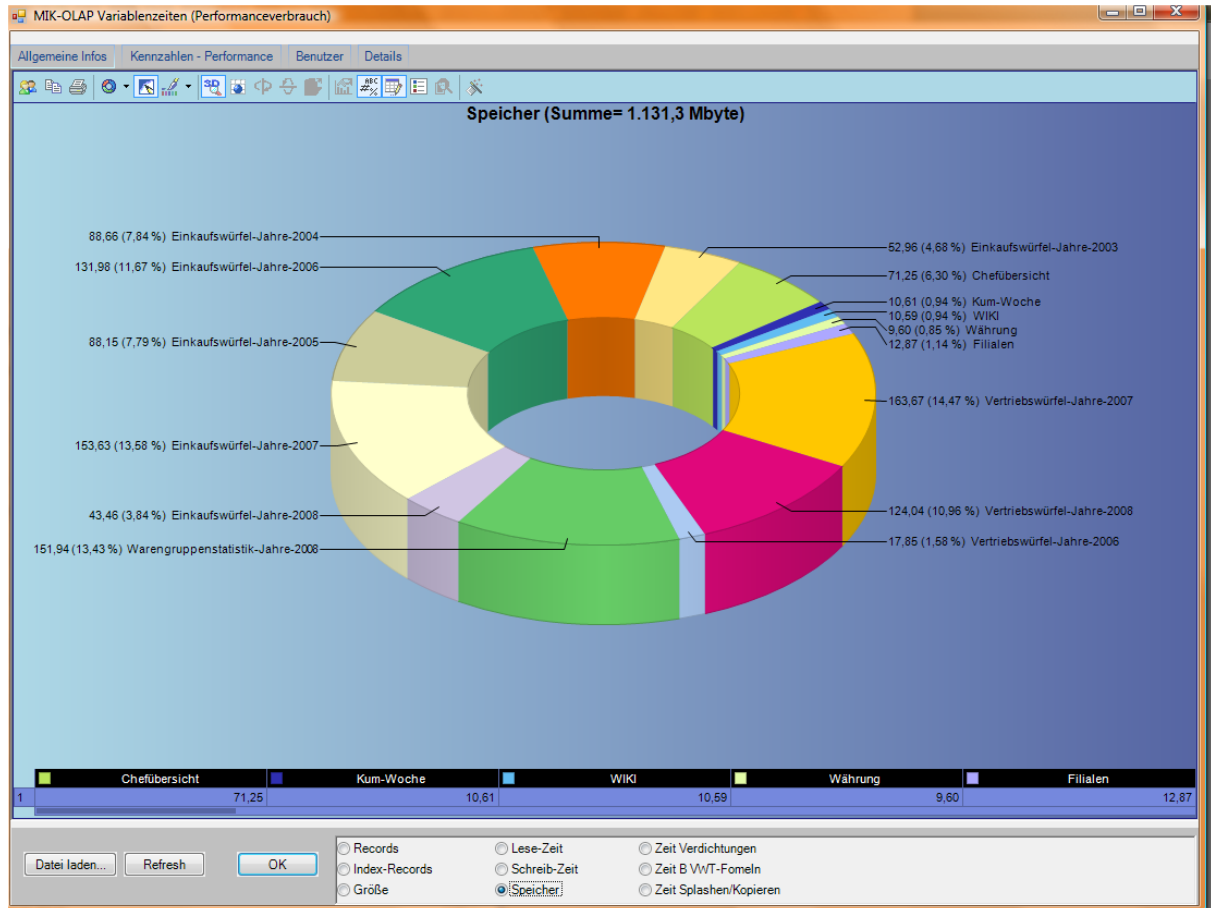 MIK-OLAP Variablenzeiten (Performanceverbrauch)
Allgemeine Infos Kennzahlen - Performance Benutzer Details
3D ABC #%
Speicher (Summe= 1.131,3 Mbyte)
88,66 (7,84 %) Einkaufswürfel-Jahre-2004
131,98 (11,67 %) Einkaufswürfel-Jahre-2006
88,15 (7,79 %) Einkaufswürfel-Jahre-2005
153,63 (13,58 %) Einkaufswürfel-Jahre-2007
43,46 (3,84 %) Einkaufswürfel-Jahre-2008
151,94 (13,43 %) Warengruppenstatistik-Jahre-2008
52,96 (4,68 %) Einkaufswürfel-Jahre-2003
71,25 (6,30 %) Chefübersicht
10,61 (0,94 %) Kum-Woche
10,59 (0,94 %) WIKI
9,60 (0,85 %) Währung
12,87 (1,14 %) Filialen
163,67 (14,47 %) Vertriebswürfel-Jahre-2007
124,04 (10,96 %) Vertriebswürfel-Jahre-2008
17,85 (1,58 %) Vertriebswürfel-Jahre-2006
Chefübersicht Kum-Woche WIKI Währung Filialen
1 71,25 10,61 10,59 9,60 12,87
Datei laden... Refresh OK
Records Lese-Zeit Zeit Verdichtungen
Index-Records Schreib-Zeit Zeit B VWT-Fomeln
Größe Speicher Zeit Splashen/Kopieren